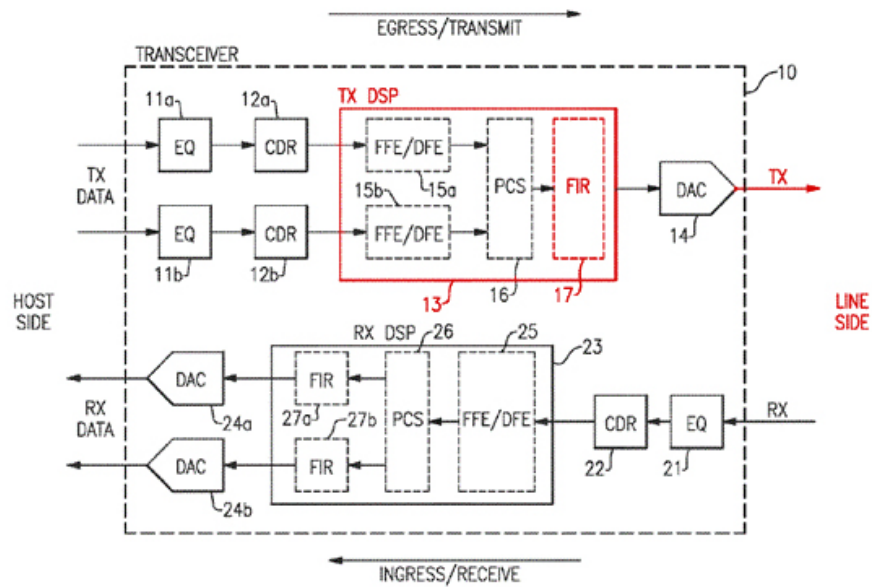 EGRESS/TRANSMIT
TRANSCEIVER
10
11a
12a
TX DSP
EQ
CDR
FFE/DFE
15a
PCS
FIR
DAC
14
TX
TX
DATA
15b
EQ
CDR
FFE/DFE
11b
12b
13
16
17
HOST
SIDE
LINE
SIDE
RX DSP
26
25
23
DAC
24a
FIR
27a
27b
PCS
FFE/DFE
CDR
22
EQ
21
RX
RX
DATA
DAC
24b
FIR
INGRESS/RECEIVE